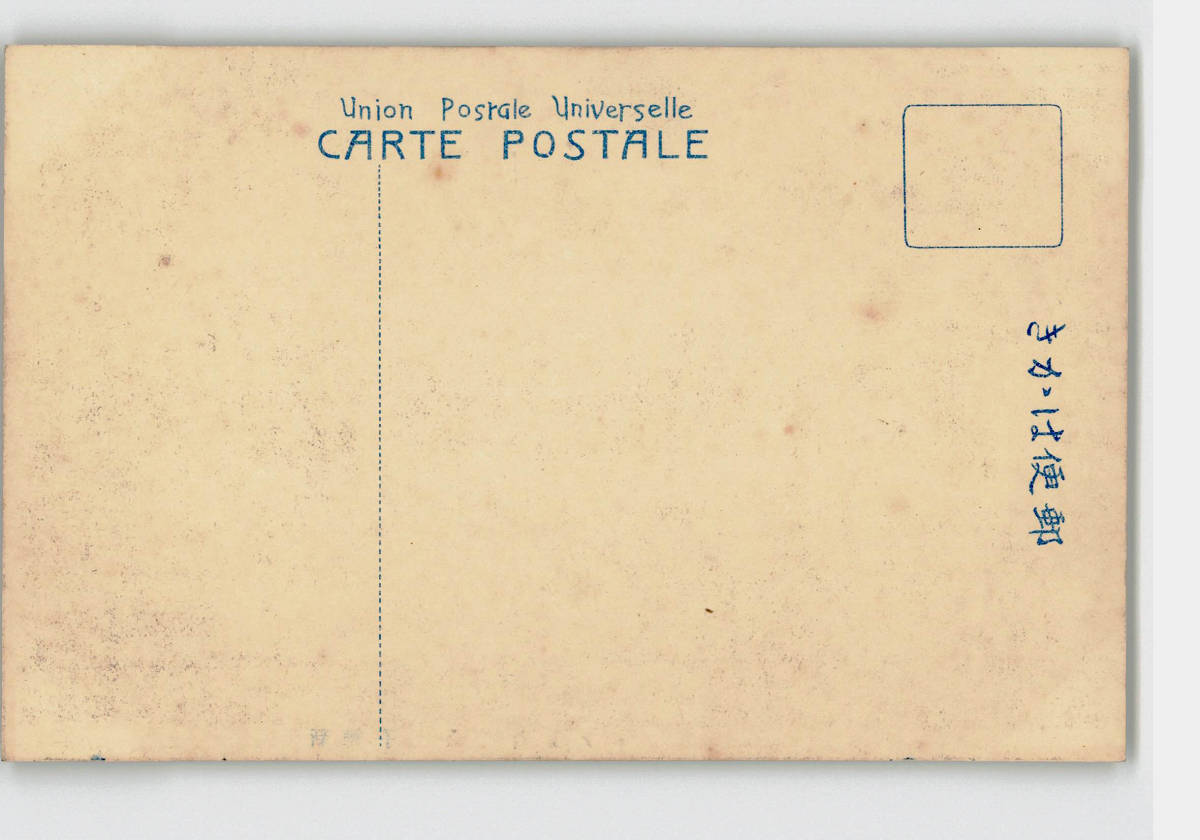 Union Postale Universelle
CARTE POSTALE
郵便はがき